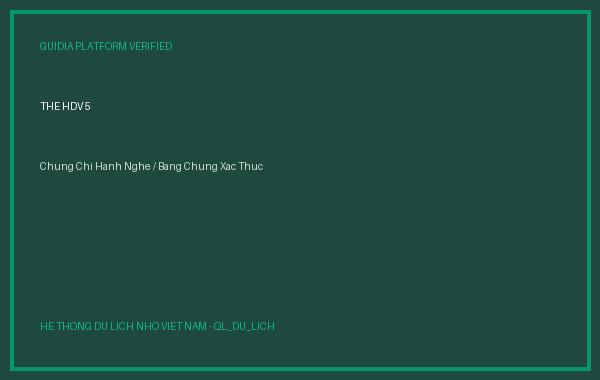 GUIDIA PLATFORM VERIFIED
THE HDV 5
Chung Chi Hanh Nghe / Bang Chung Xac Thuc
HE THONG DU LICH NHO VIET NAM - QL_DU_LICH